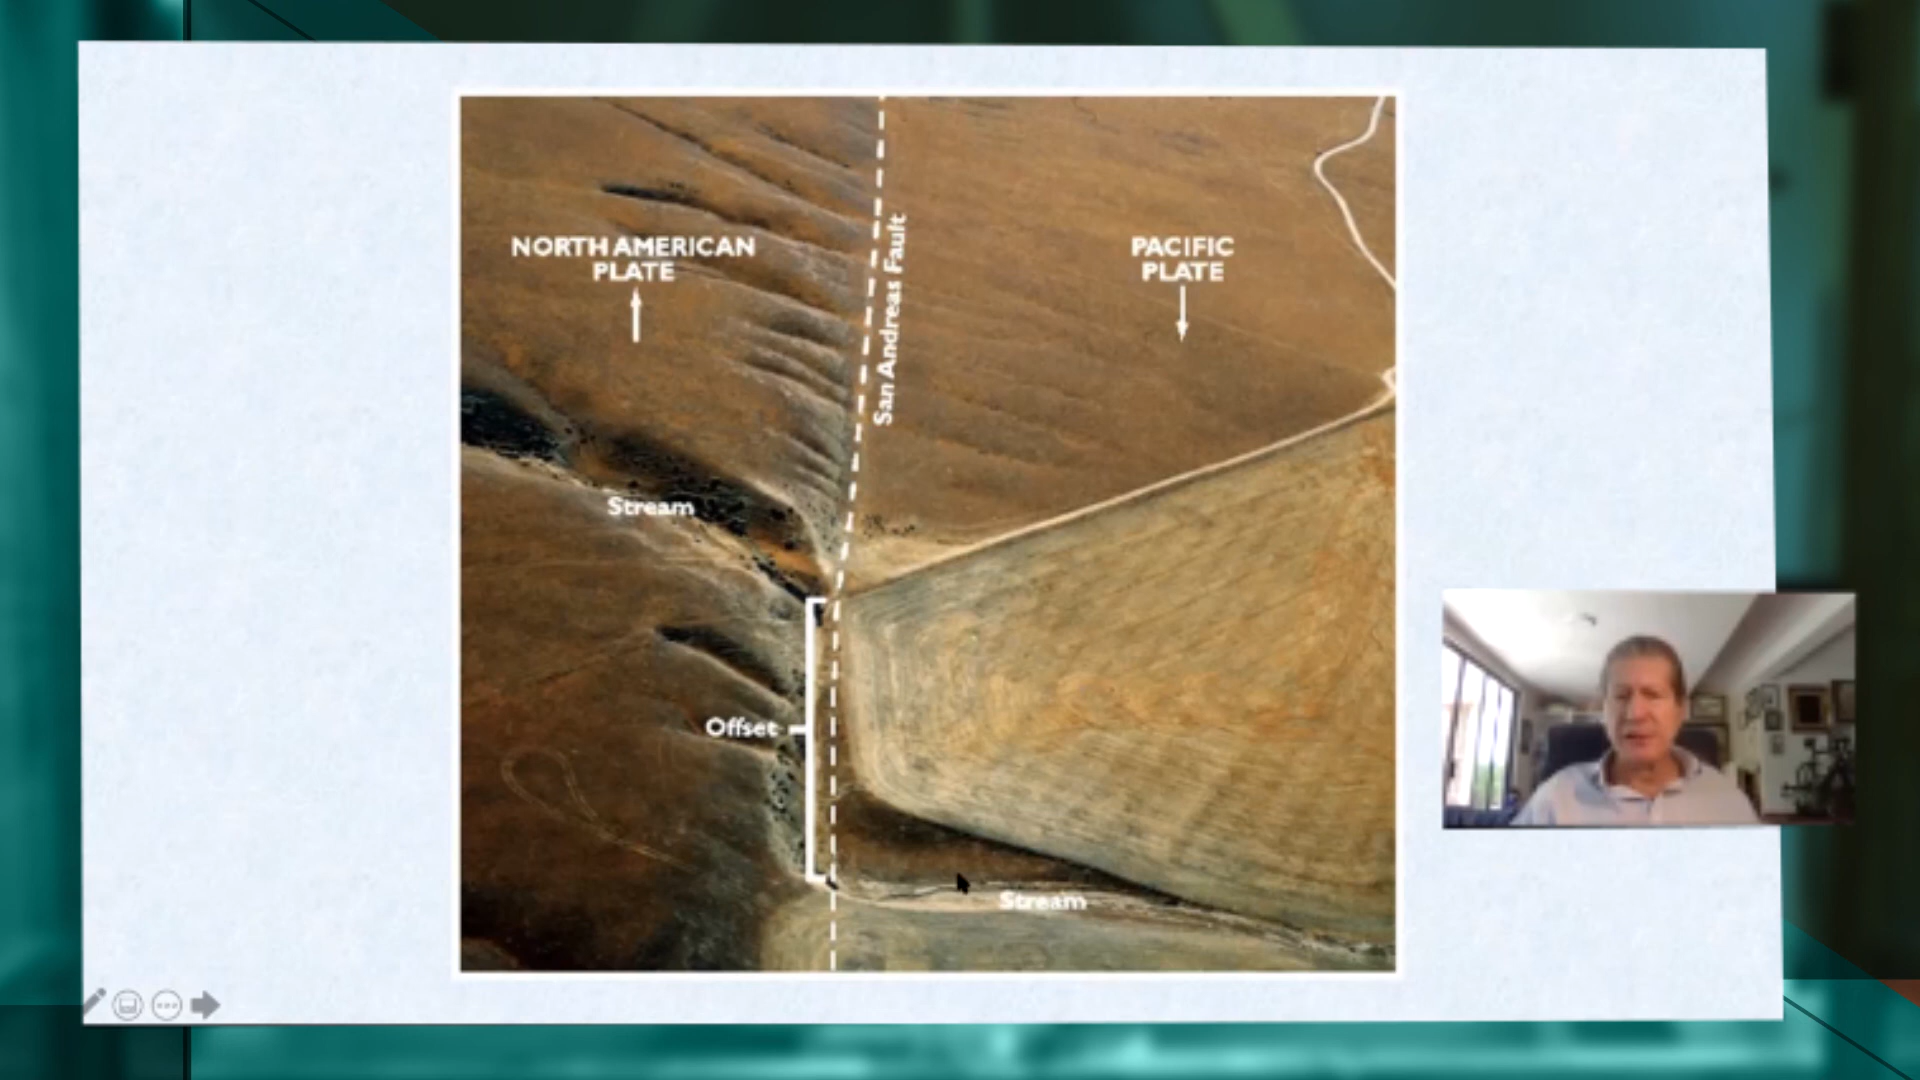 NORTH AMERICAN
PLATE
PACIFIC
PLATE
San Andreas Fault
Stream
Offset
Stream